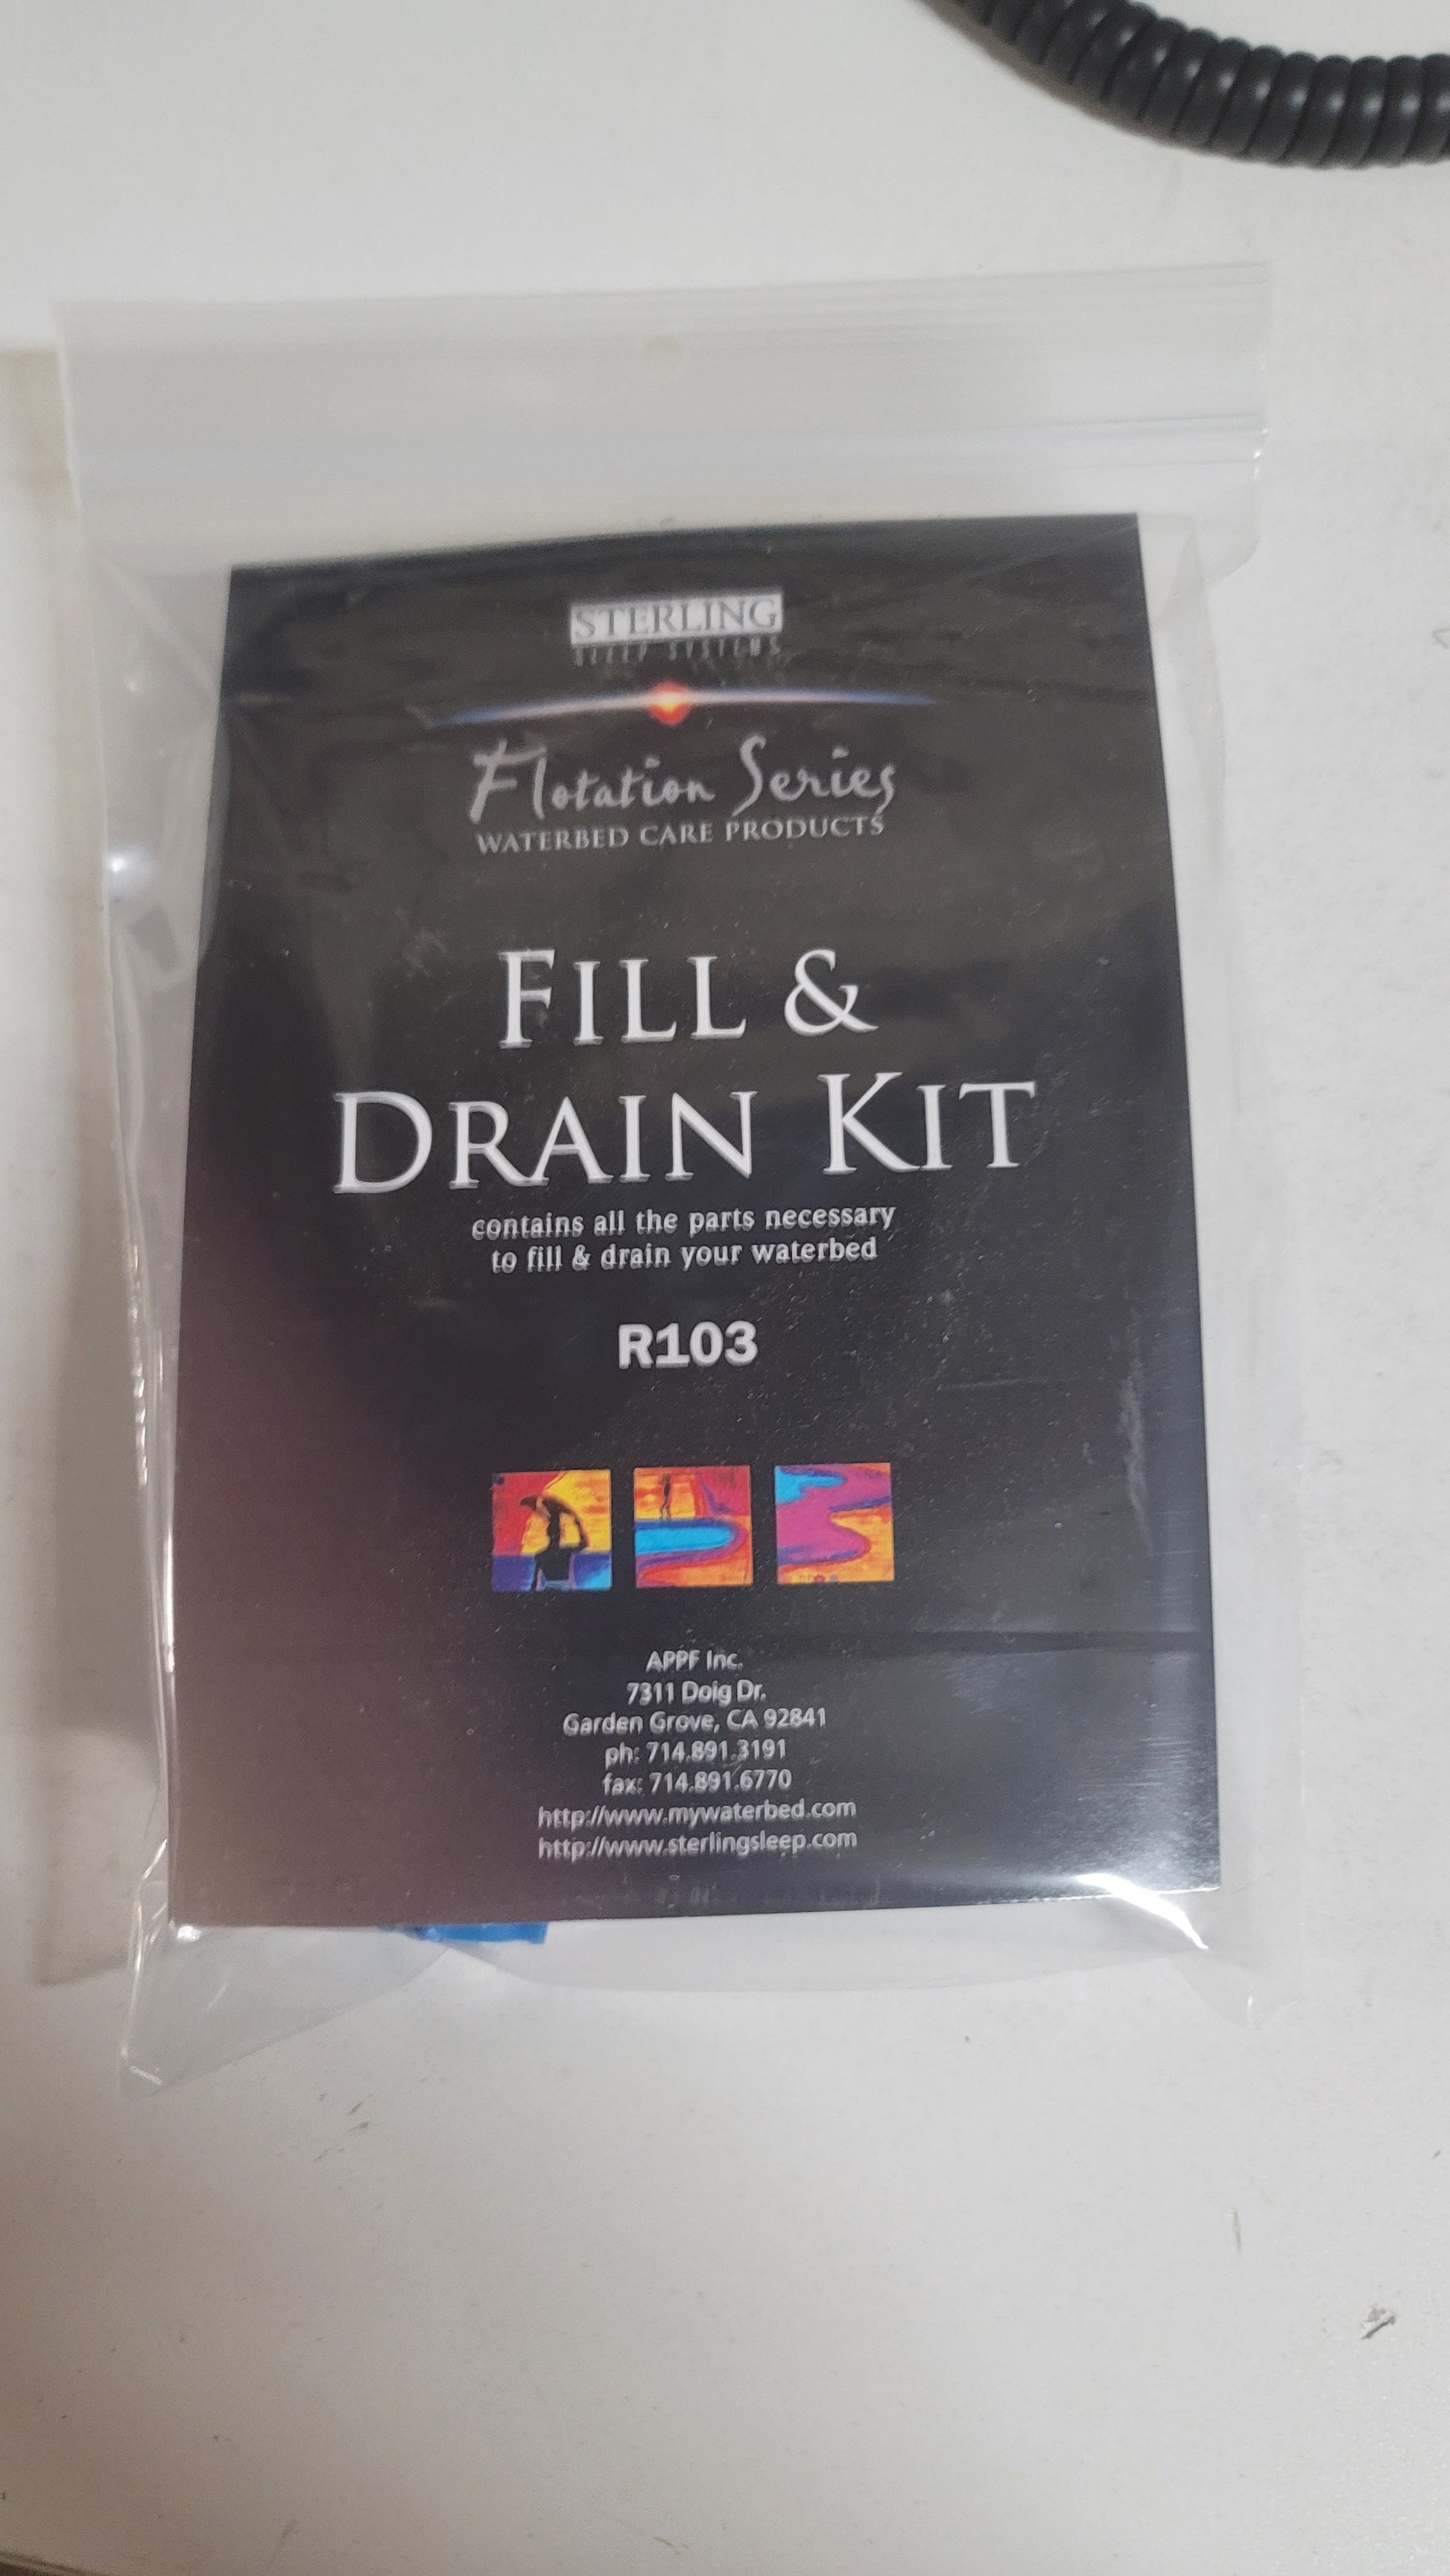 STERLING
SLEEP SYSTEMS
Flotation Series
WATERBED CARE PRODUCTS
FILL &
DRAIN KIT
contains all the parts necessary
to fill & drain your waterbed
R103
APPF Inc.
7311 Doig Dr.
Garden Grove, CA 92841
ph: 714.891.3191
fax: 714.891.6770
http://www.mywaterbed.com
http://www.sterlingsleep.com